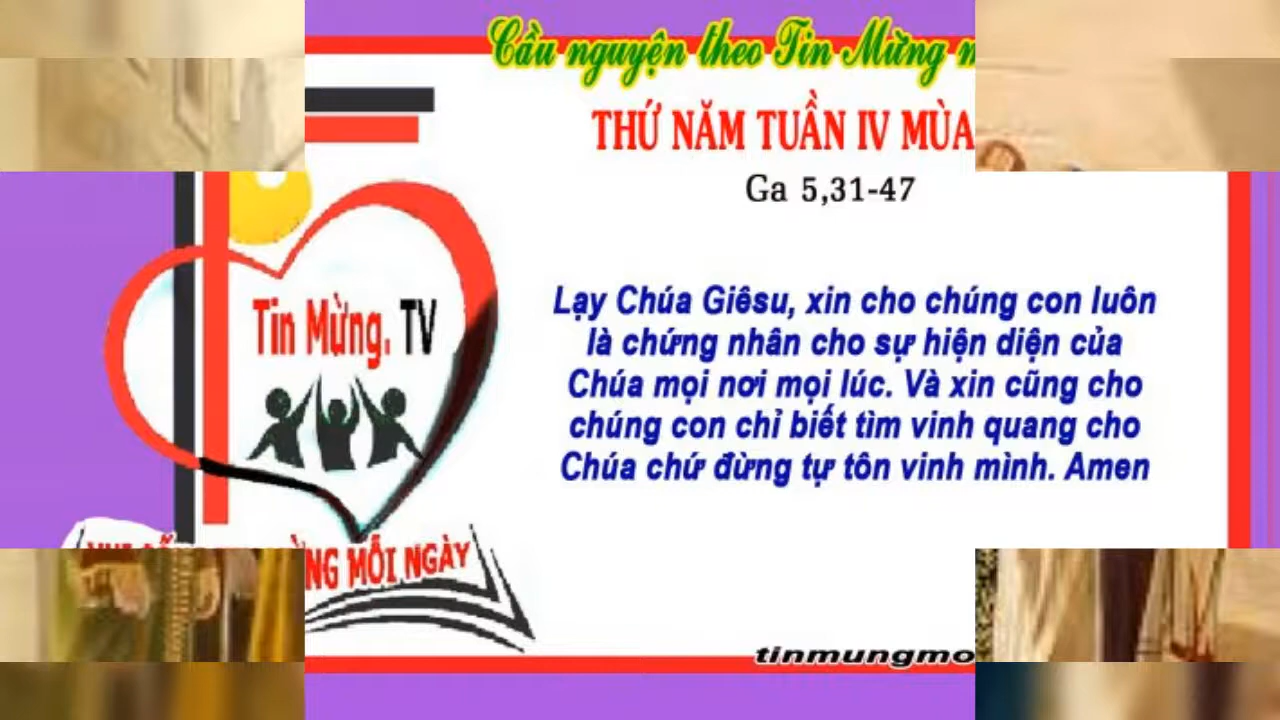 Cầu nguyện theo Tin Mừng
THỨ NĂM TUẦN IV MÙA
Ga 5,31-47
Lạy Chúa Giêsu, xin cho chúng con luôn
là chứng nhân cho sự hiện diện của
Chúa mọi nơi mọi lúc. Và xin cũng cho
chúng con chỉ biết tìm vinh quang cho
Chúa chứ đừng tự tôn vinh mình. Amen
Tin Mừng. TV
MỖI NGÀY
tinmungmo